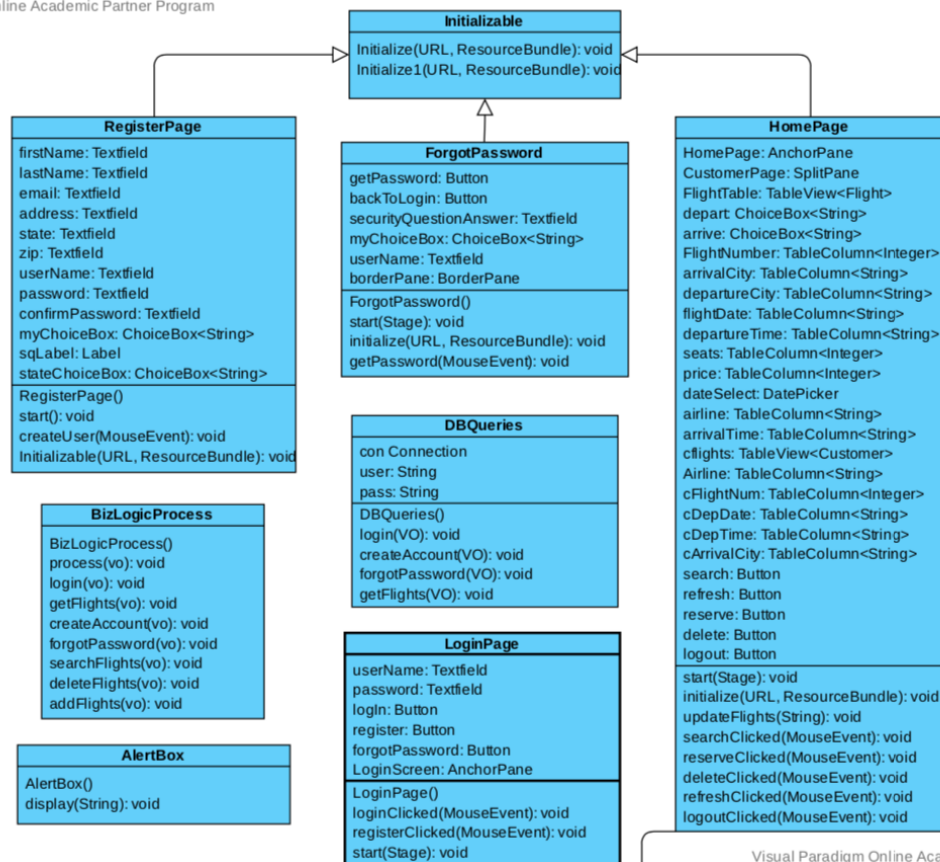 nline Academic Partner Program
Initializable
Initialize(URL, ResourceBundle): void
Initialize1(URL, ResourceBundle): void
RegisterPage
firstName: Textfield
lastName: Textfield
email: Textfield
address: Textfield
state: Textfield
zip: Textfield
userName: Textfield
password: Textfield
confirmPassword: Textfield
myChoiceBox: ChoiceBox<String>
sqLabel: Label
stateChoiceBox: ChoiceBox<String>
RegisterPage()
start(): void
createUser(MouseEvent): void
Initializable(URL, ResourceBundle): void
ForgotPassword
getPassword: Button
backToLogin: Button
securityQuestionAnswer: Textfield
myChoiceBox: ChoiceBox<String>
userName: Textfield
borderPane: BorderPane
ForgotPassword()
start(Stage): void
initialize(URL, ResourceBundle): void
getPassword(MouseEvent): void
HomePage
HomePage: AnchorPane
CustomerPage: SplitPane
FlightTable: TableView<Flight>
depart: ChoiceBox<String>
arrive: ChoiceBox<String>
FlightNumber: TableColumn<Integer>
arrivalCity: TableColumn<String>
departureCity: TableColumn<String>
flightDate: TableColumn<String>
departureTime: TableColumn<String>
seats: TableColumn<Integer>
price: TableColumn<Integer>
dateSelect: DatePicker
airline: TableColumn<String>
arrivalTime: TableColumn<String>
cflights: TableView<Customer>
Airline: TableColumn<String>
cFlightNum: TableColumn<Integer>
cDepDate: TableColumn<String>
cDepTime: TableColumn<String>
cArrivalCity: TableColumn<String>
search: Button
refresh: Button
reserve: Button
delete: Button
logout: Button
start(Stage): void
initialize(URL, ResourceBundle): void
updateFlights(String): void
searchClicked(MouseEvent): void
reserveClicked(MouseEvent): void
deleteClicked(MouseEvent): void
refreshClicked(MouseEvent): void
logoutClicked(MouseEvent): void
DBQueries
con Connection
user: String
pass: String
DBQueries()
login(VO): void
createAccount(VO): void
forgotPassword(VO): void
getFlights(VO): void
BizLogicProcess
BizLogicProcess()
process(vo): void
login(vo): void
getFlights(vo): void
createAccount(vo): void
forgotPassword(vo): void
searchFlights(vo): void
deleteFlights(vo): void
addFlights(vo): void
LoginPage
userName: Textfield
password: Textfield
logIn: Button
register: Button
forgotPassword: Button
LoginScreen: AnchorPane
LoginPage()
loginClicked(MouseEvent): void
registerClicked(MouseEvent): void
start(Stage): void
AlertBox
AlertBox()
display(String): void
Visual Paradigm Online Aca